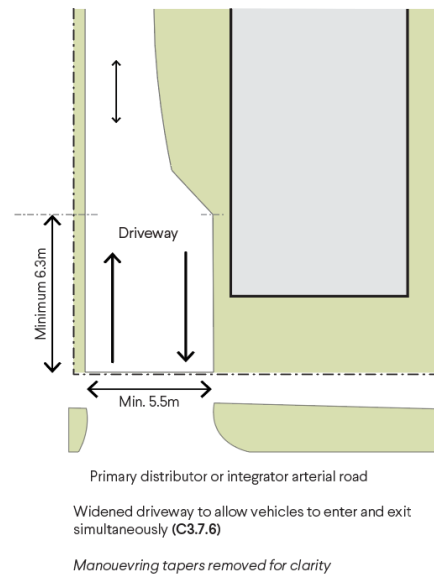 Driveway
Minimum 6.3m
Min. 5.5m
Primary distributor or integrator arterial road
Widened driveway to allow vehicles to enter and exit
simultaneously (C3.7.6)
Manouevring tapers removed for clarity